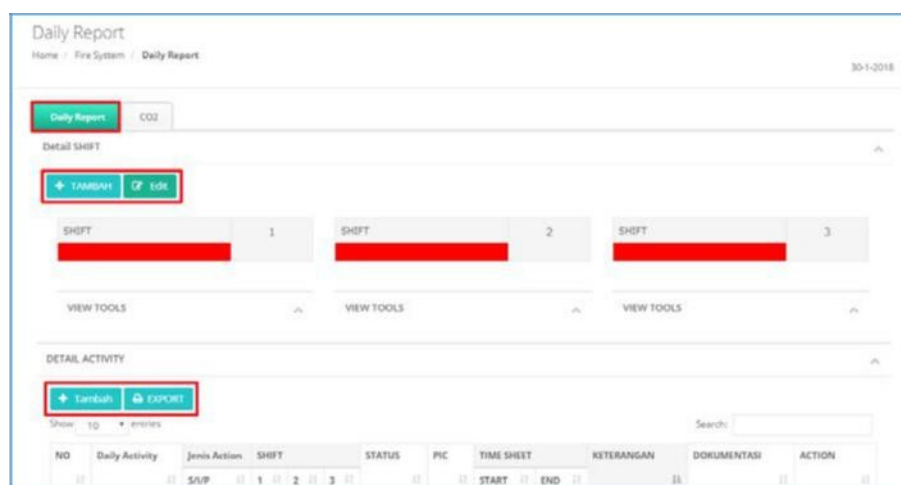 Daily Report
Home / Fire System / Daily Report
30-1-2018
Daily Report CO2
Detail SHIFT
+ TAMBAH Edit
SHIFT 1 SHIFT 2 SHIFT 3
VIEW TOOLS VIEW TOOLS VIEW TOOLS
DETAIL ACTIVITY
+ Tambah EXPORT
Show 10 entries Search:
NO Daily Activity Jenis Action SHIFT STATUS PIC TIME SHEET KETERANGAN DOKUMENTASI ACTION
S/I/P 1 2 3 START END